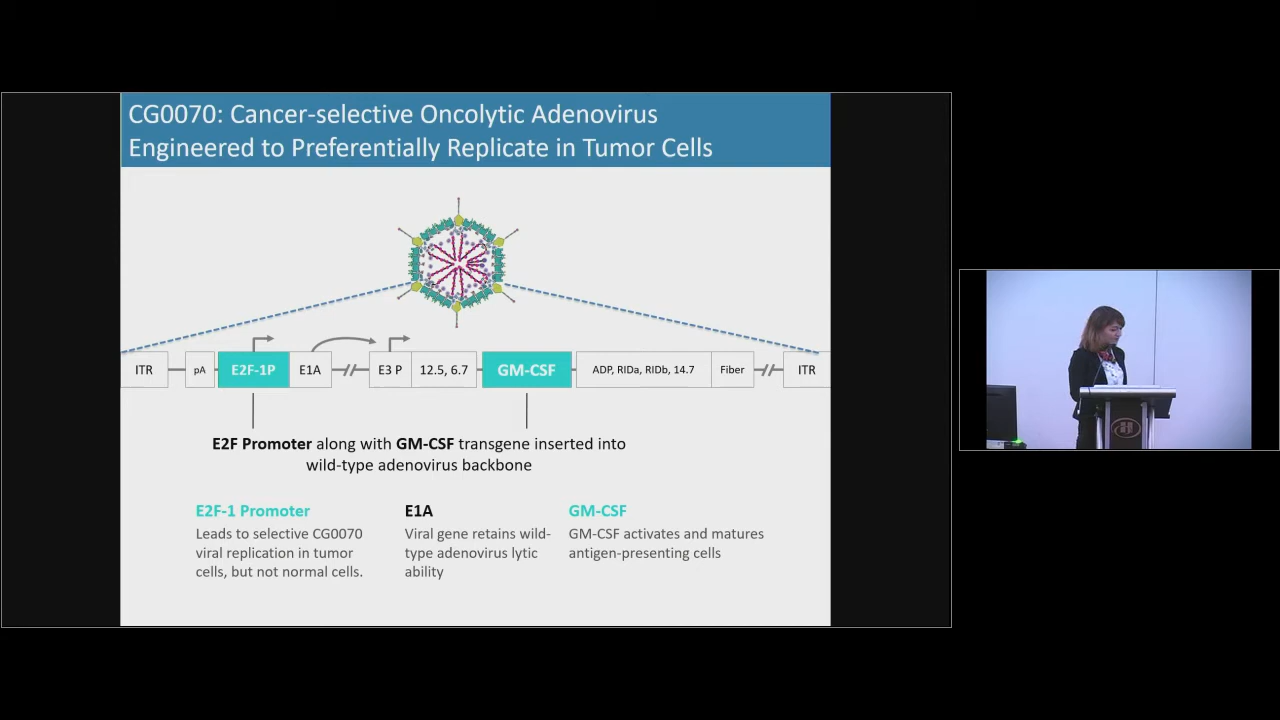 CG0070: Cancer-selective Oncolytic Adenovirus
Engineered to Preferentially Replicate in Tumor Cells
ITR
pA
E2F-1P
E1A
E3 P
12.5, 6.7
GM-CSF
ADP, RIDa, RIDb, 14.7
Fiber
ITR
E2F Promoter along with GM-CSF transgene inserted into
wild-type adenovirus backbone
E2F-1 Promoter
Leads to selective CG0070
viral replication in tumor
cells, but not normal cells.
E1A
Viral gene retains wild-
type adenovirus lytic
ability
GM-CSF
GM-CSF activates and matures
antigen-presenting cells